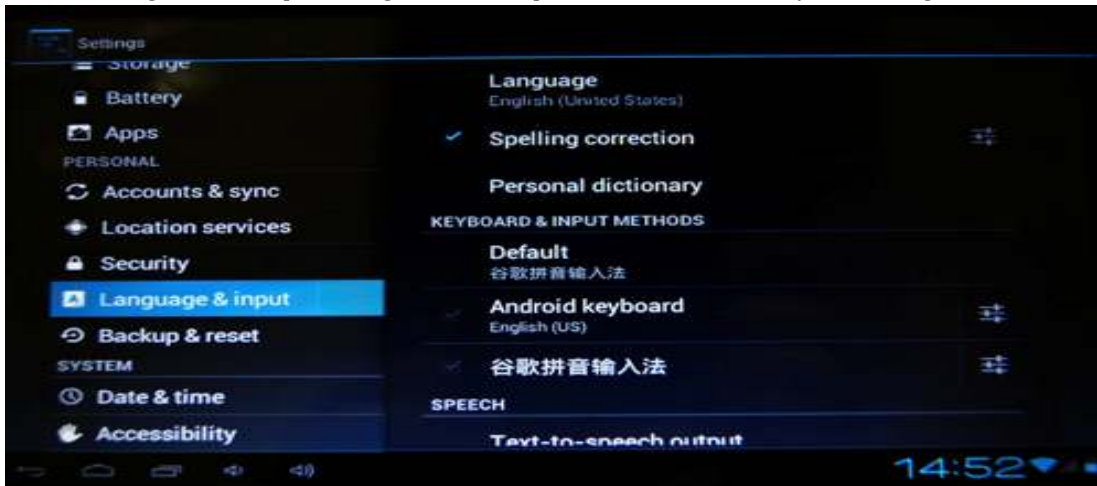 Settings
Storage
Battery
Apps
PERSONAL
Accounts & sync
Location services
Security
Language & input
Backup & reset
SYSTEM
Date & time
Accessibility
Language
English (United States)
Spelling correction
Personal dictionary
KEYBOARD & INPUT METHODS
Default
谷歌拼音输入法
Android keyboard
English (US)
谷歌拼音输入法
SPEECH
Text-to-speech output
14:52